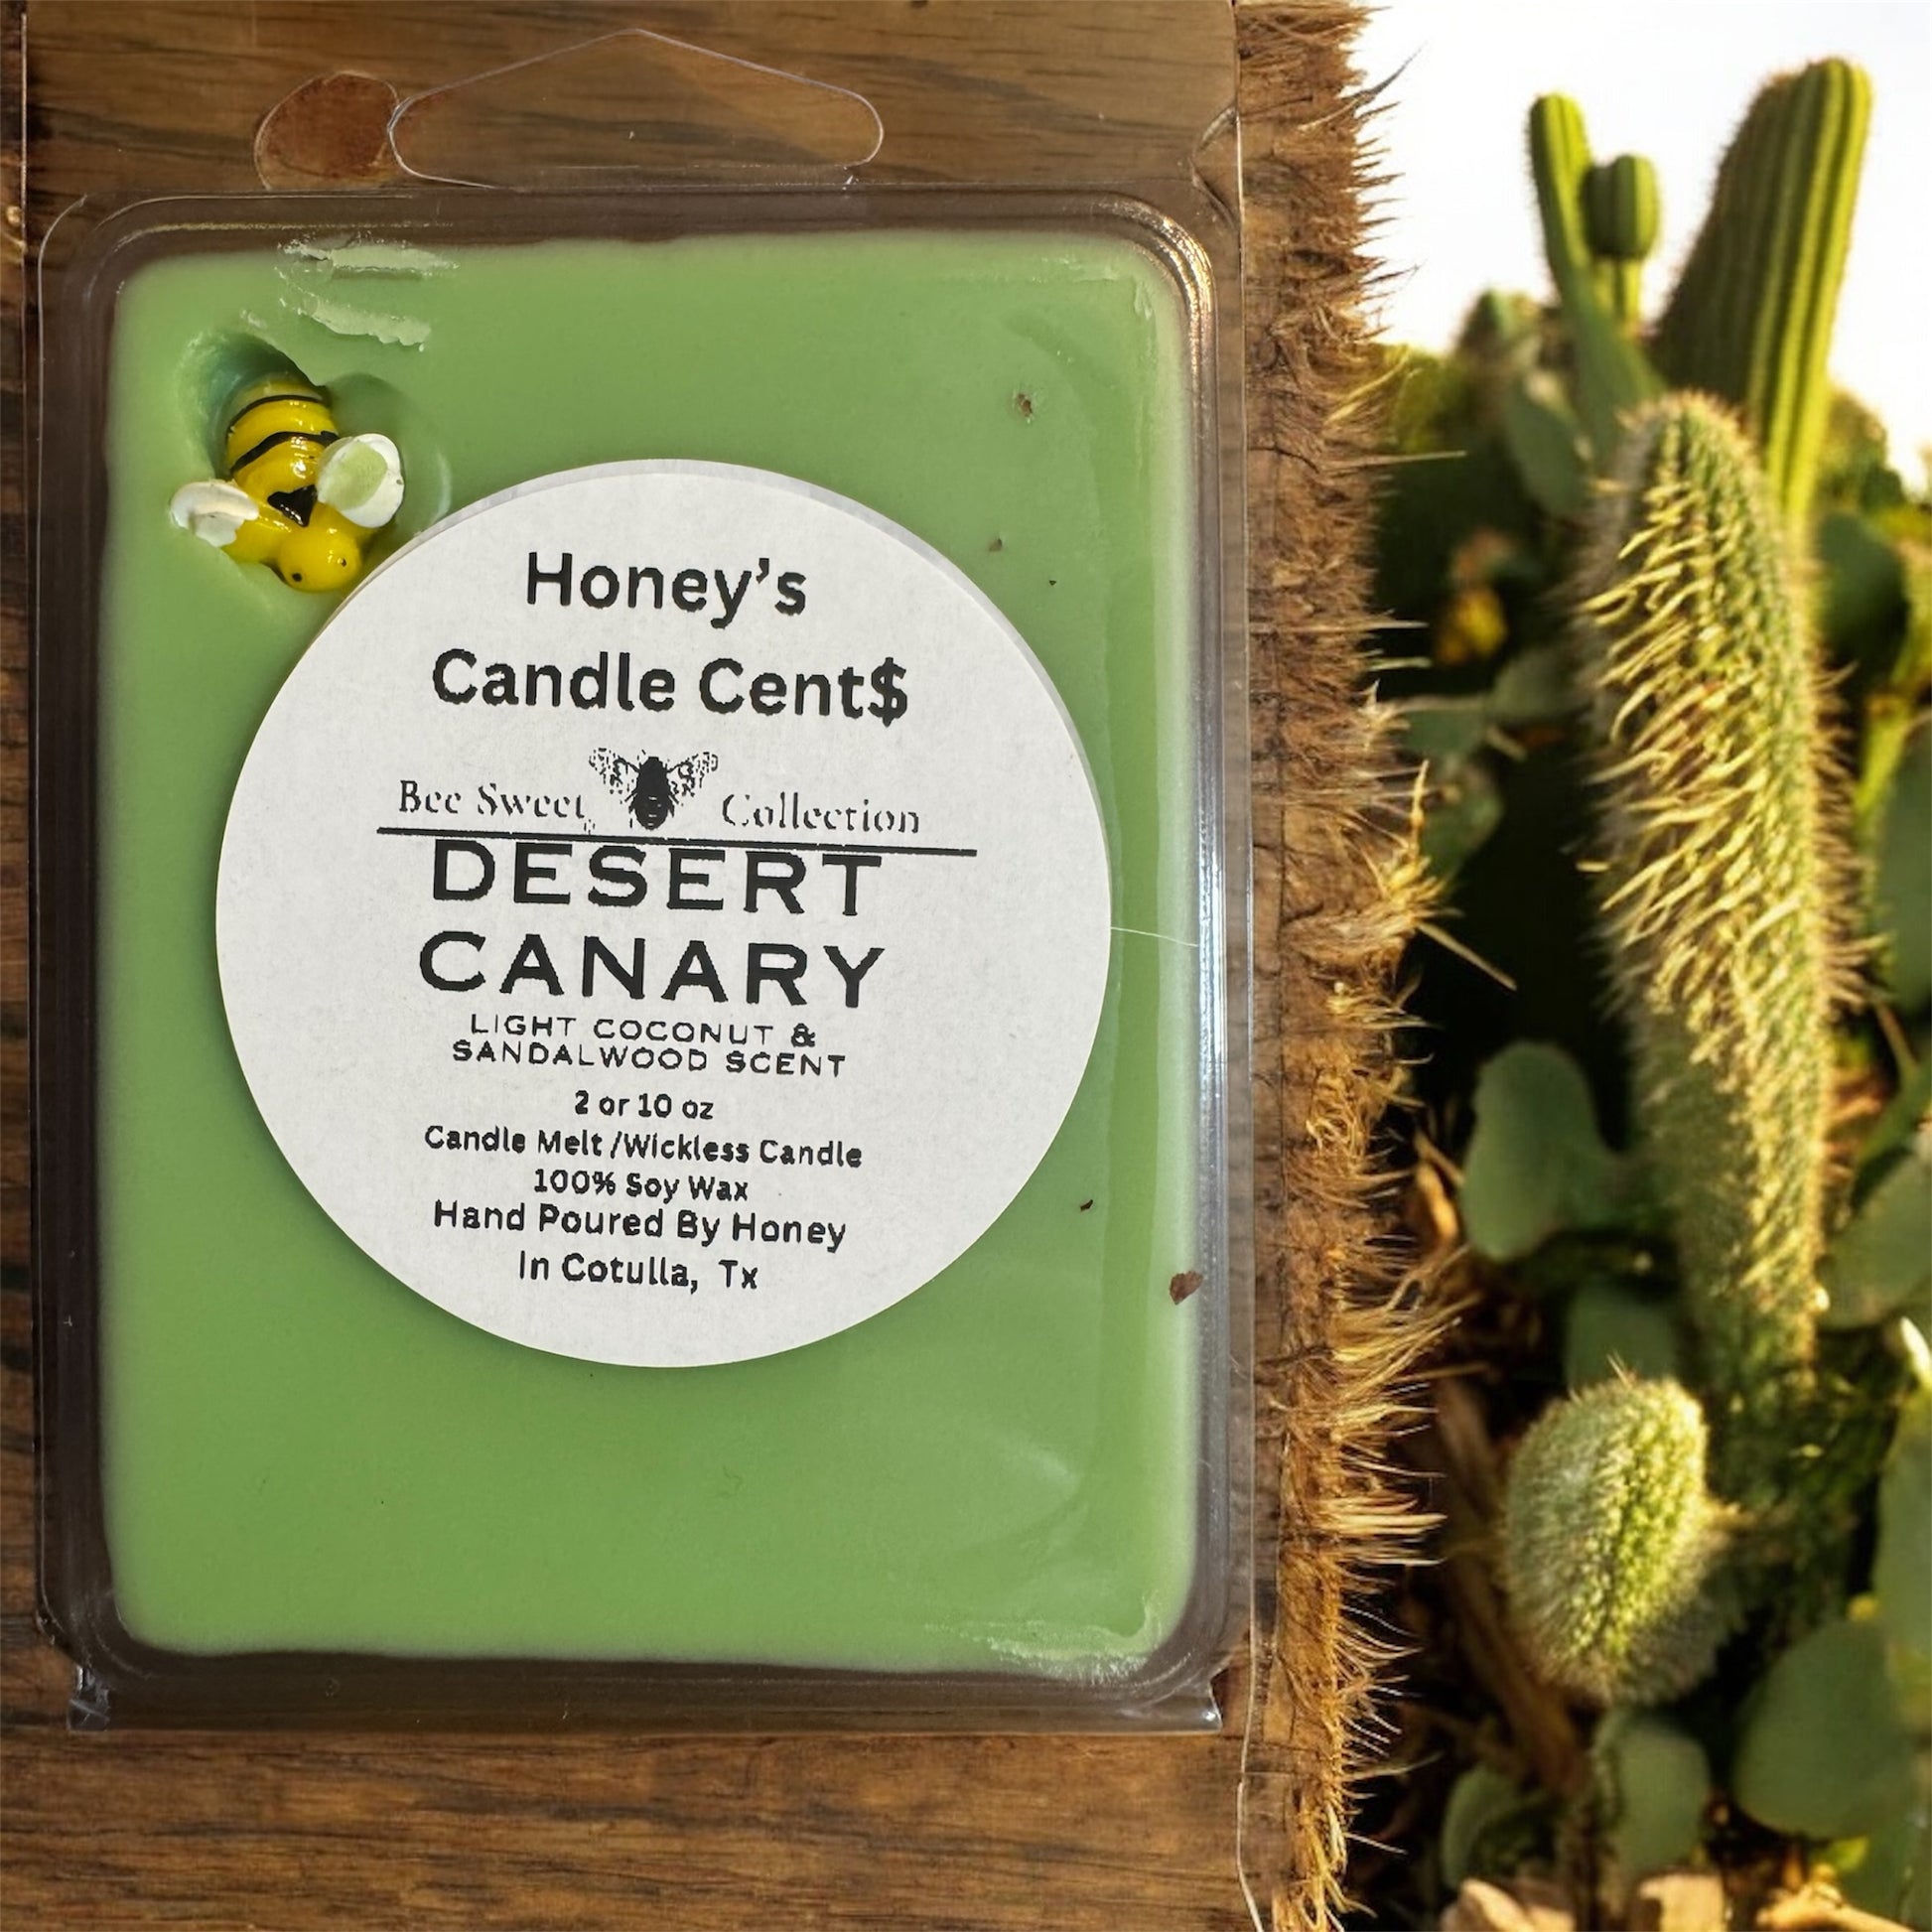 Honey's
Candle Cent$
Bee Sweet Collection
DESERT
CANARY
LIGHT COCONUT &
SANDALWOOD SCENT
2 or 10 oz
Candle Melt /Wickless Candle
100% Soy Wax
Hand Poured By Honey
In Cotulla, Tx